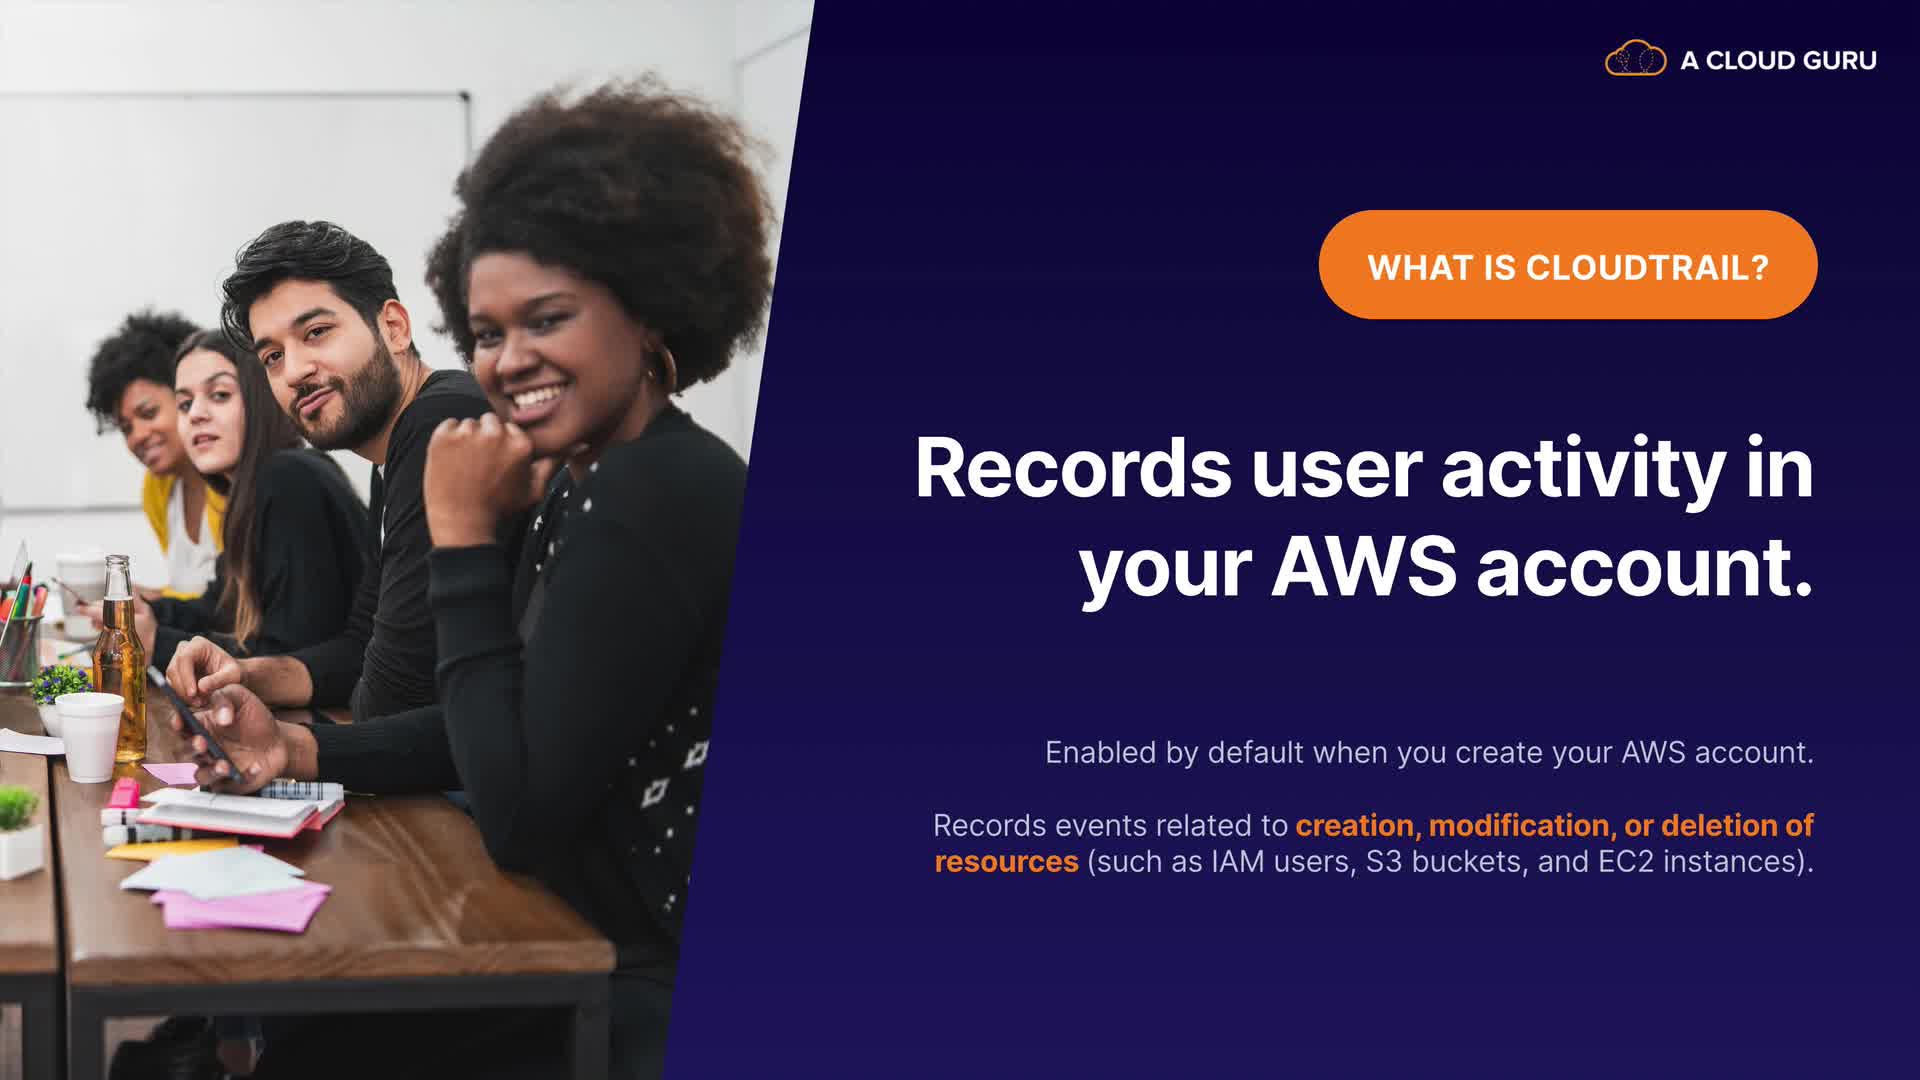 A CLOUD GURU
WHAT IS CLOUDTRAIL?
Records user activity in
your AWS account.
Enabled by default when you create your AWS account.
Records events related to creation, modification, or deletion of
resources (such as IAM users, S3 buckets, and EC2 instances).